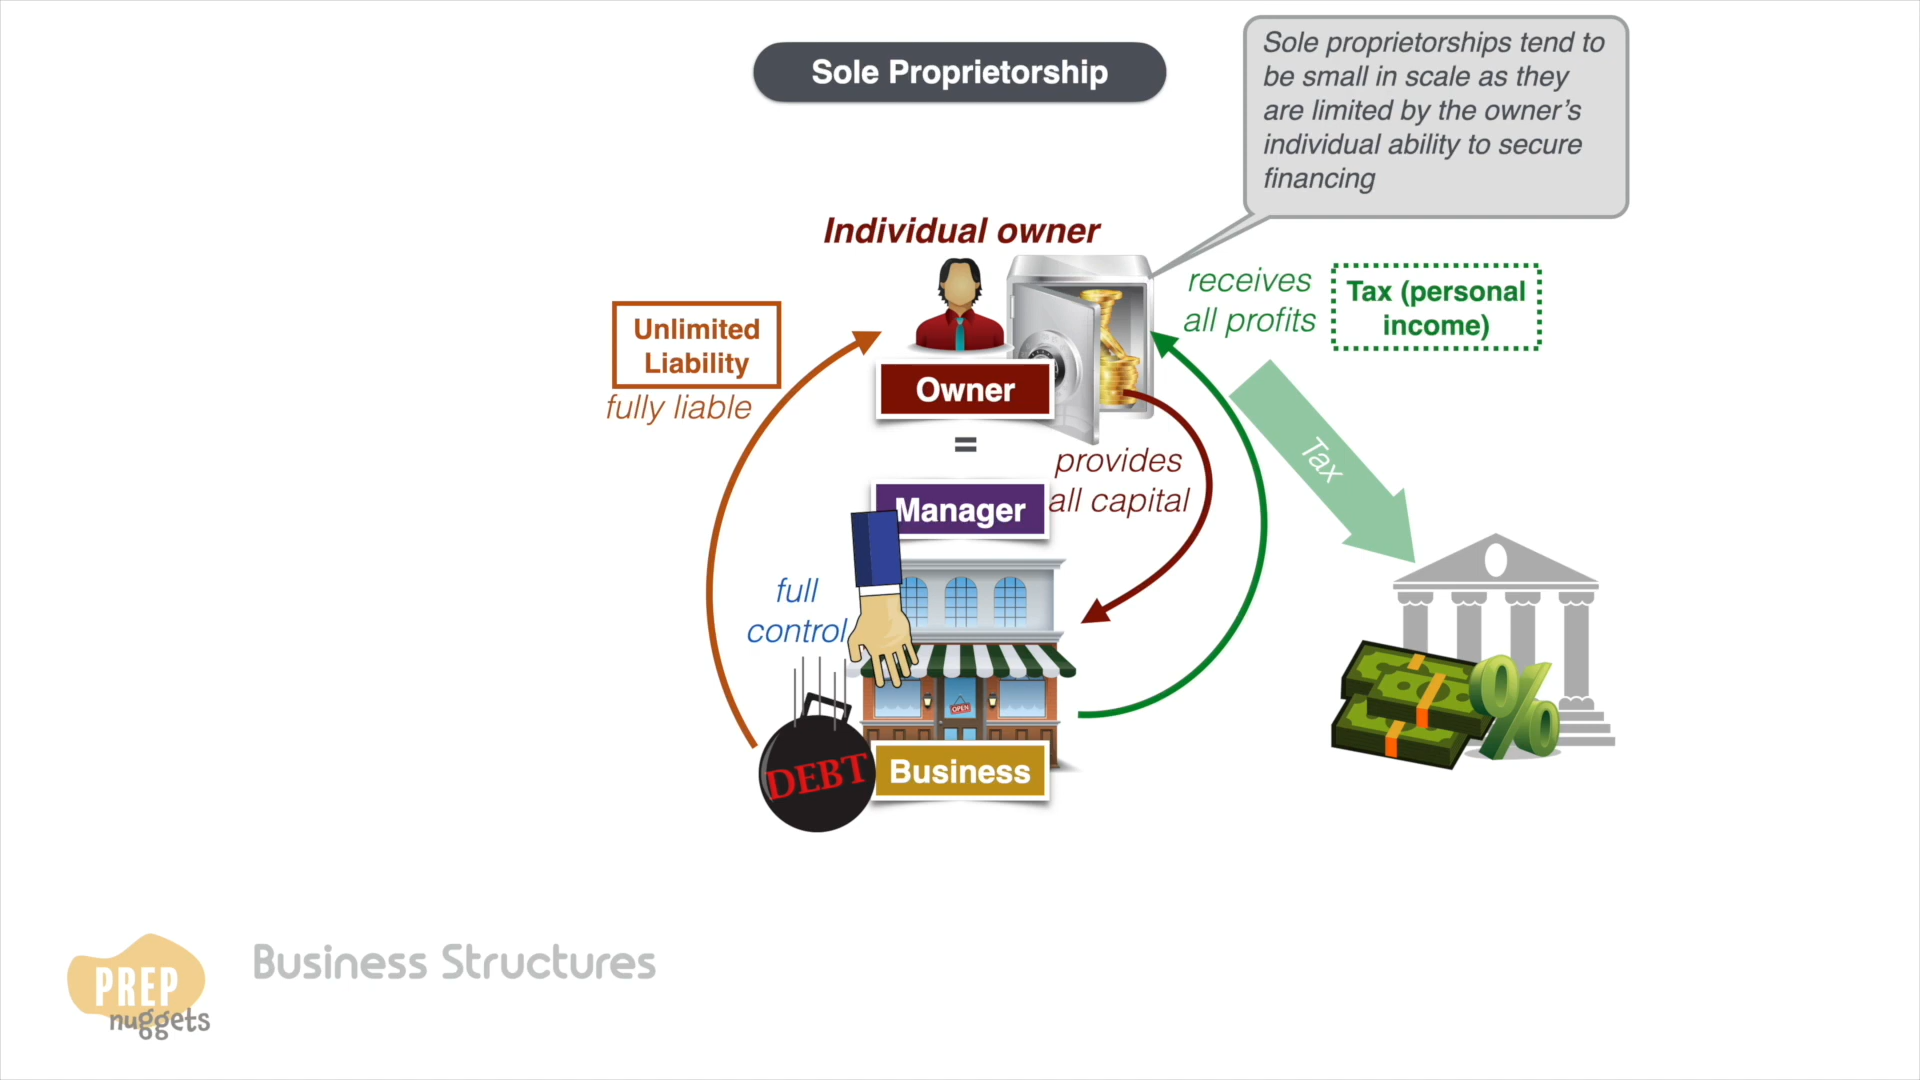 Sole Proprietorship
Sole proprietorships tend to
be small in scale as they
are limited by the owner’s
individual ability to secure
financing
Individual owner
receives
all profits
Tax (personal
income)
Unlimited
Liability
fully liable
Owner
=
Tax
provides
all capital
Manager
full
control
OPEN
DEBT
Business
%
PREP
nuggets
Business Structures